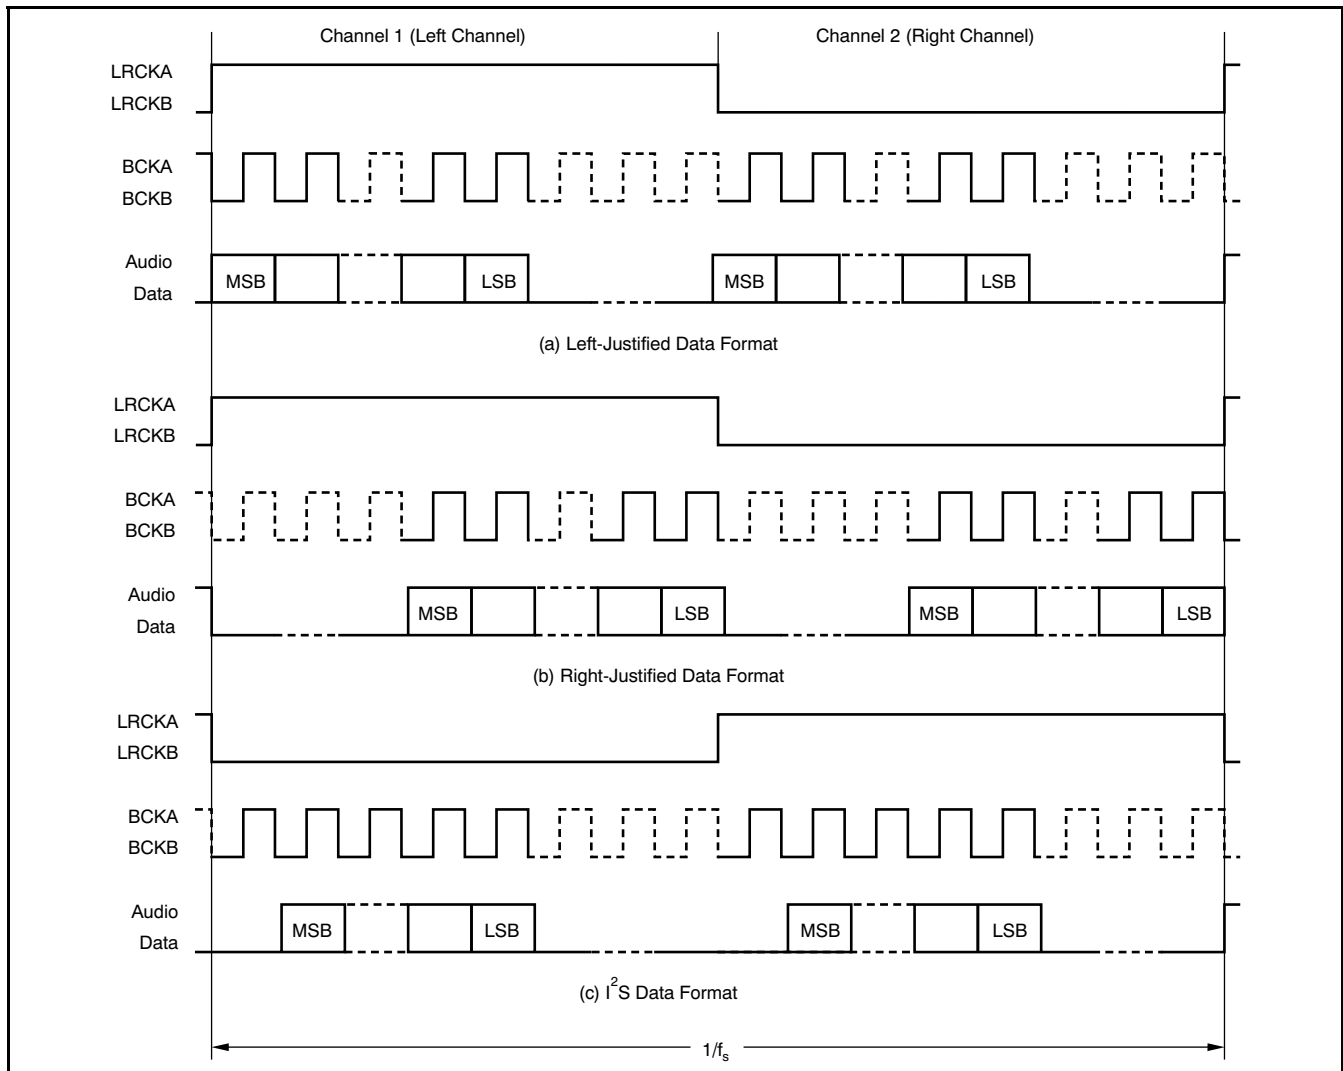 Channel 1 (Left Channel)
Channel 2 (Right Channel)
LRCKA
LRCKB
BCKA
BCKB
Audio
Data
MSB
LSB
MSB
LSB
(a) Left-Justified Data Format
LRCKA
LRCKB
BCKA
BCKB
Audio
Data
MSB
LSB
MSB
LSB
(b) Right-Justified Data Format
LRCKA
LRCKB
BCKA
BCKB
Audio
Data
MSB
LSB
MSB
LSB
(c) I²S Data Format
1/fₛ